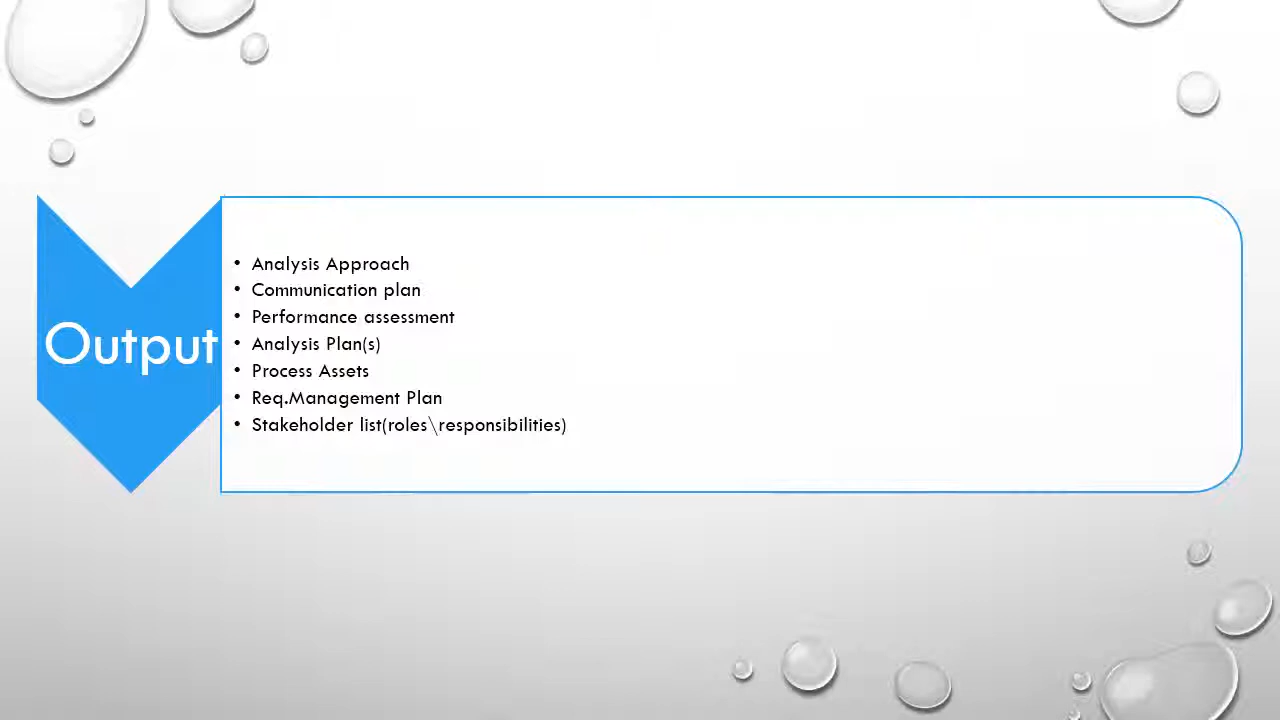 Output
• Analysis Approach
• Communication plan
• Performance assessment
• Analysis Plan(s)
• Process Assets
• Req.Management Plan
• Stakeholder list(roles\responsibilities)